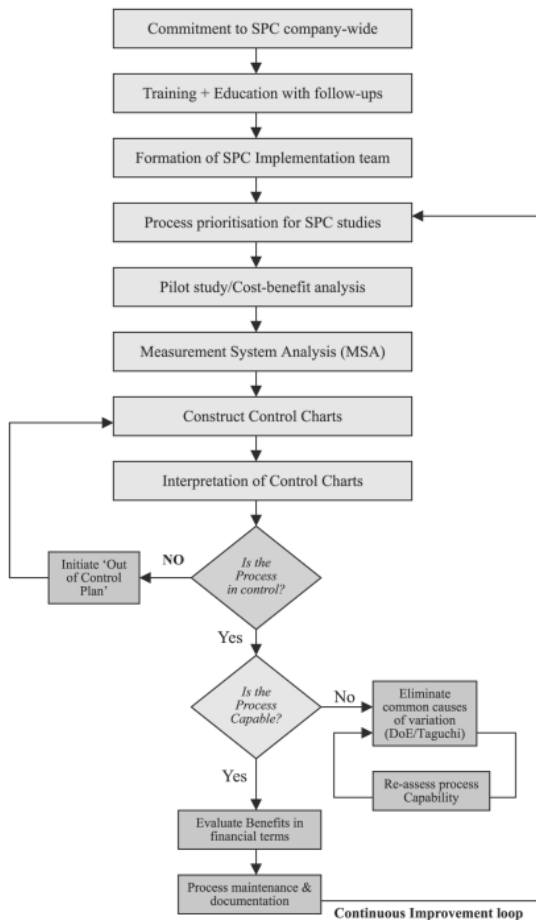 Commitment to SPC company-wide
Training + Education with follow-ups
Formation of SPC Implementation team
Process prioritisation for SPC studies
Pilot study/Cost-benefit analysis
Measurement System Analysis (MSA)
Construct Control Charts
Interpretation of Control Charts
Is the
Process
in control?
NO
Initiate ‘Out
of Control
Plan’
Yes
Is the
Process
Capable?
No
Eliminate
common causes
of variation
(DoE/Taguchi)
Re-assess process
Capability
Yes
Evaluate Benefits in
financial terms
Process maintenance &
documentation
Continuous Improvement loop